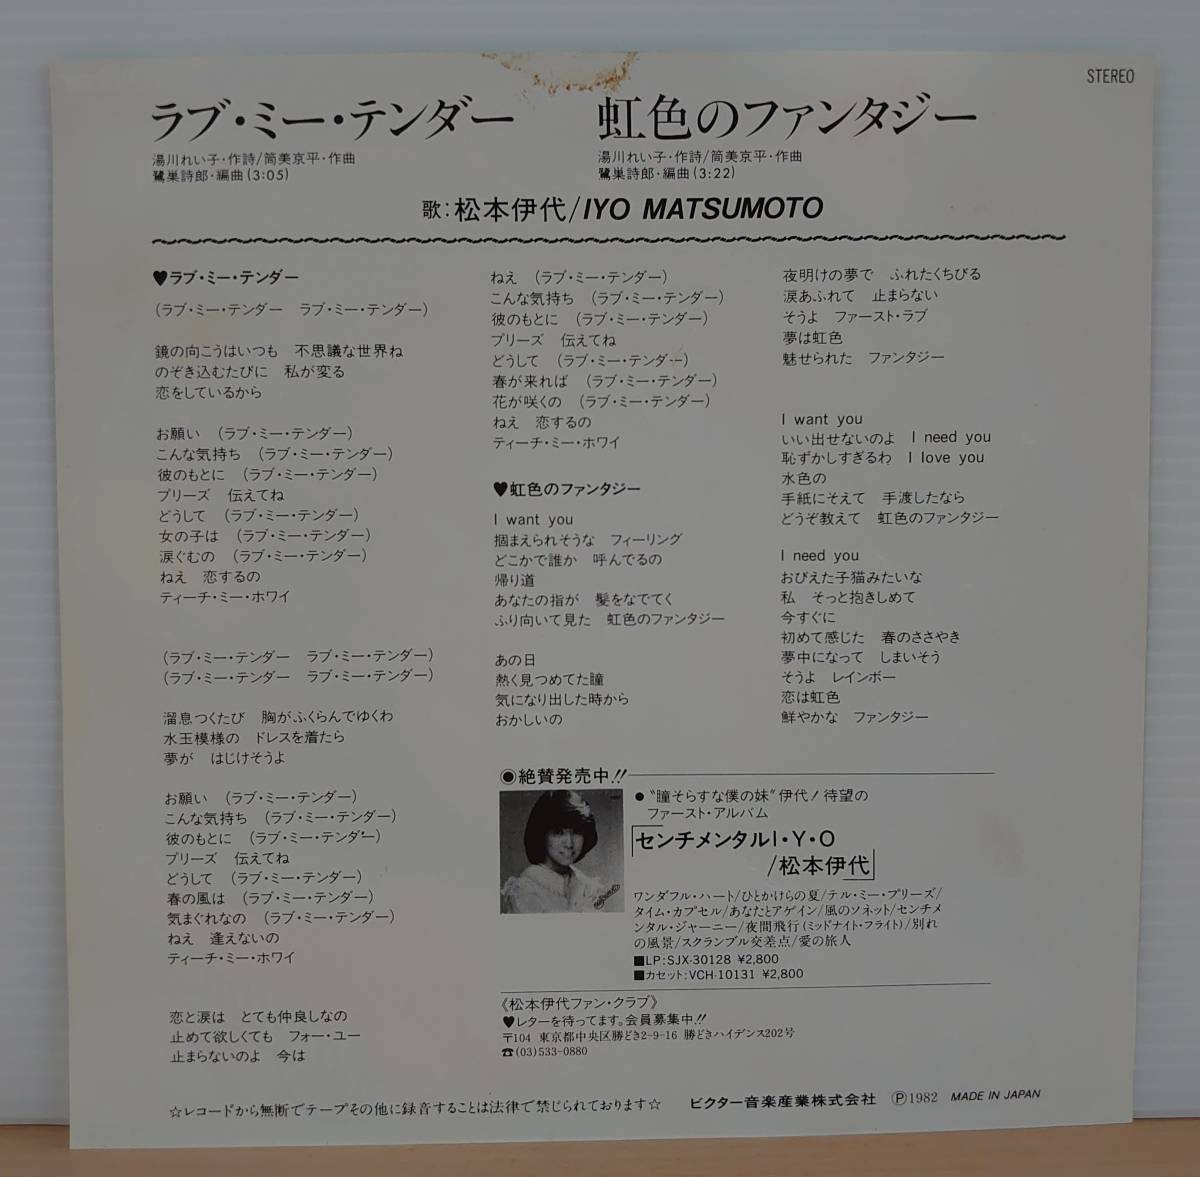 STEREO
ラブ・ミー・テンダー
湯川れい子・作詩/筒美京平・作曲
鷺巣詩郎・編曲(3:05)
虹色のファンタジー
湯川れい子・作詩/筒美京平・作曲
鷺巣詩郎・編曲(3:22)
歌:松本伊代/IYO MATSUMOTO
♥ラブ・ミー・テンダー
(ラブ・ミー・テンダー　ラブ・ミー・テンダー)
鏡の向こうはいつも　不思議な世界ね
のぞき込むたびに　私が変る
恋をしているから
お願い　(ラブ・ミー・テンダー)
こんな気持ち　(ラブ・ミー・テンダー)
彼のもとに　(ラブ・ミー・テンダー)
プリーズ　伝えてね
どうして　(ラブ・ミー・テンダー)
女の子は　(ラブ・ミー・テンダー)
涙ぐむの　(ラブ・ミー・テンダー)
ねえ　恋するの
ティーチ・ミー・ホワイ
(ラブ・ミー・テンダー　ラブ・ミー・テンダー)
(ラブ・ミー・テンダー　ラブ・ミー・テンダー)
溜息つくたび　胸がふくらんでゆくわ
水玉模様の　ドレスを着たら
夢が　はじけそうよ
お願い　(ラブ・ミー・テンダー)
こんな気持ち　(ラブ・ミー・テンダー)
彼のもとに　(ラブ・ミー・テンダー)
プリーズ　伝えてね
どうして　(ラブ・ミー・テンダー)
春の風は　(ラブ・ミー・テンダー)
気まぐれなの　(ラブ・ミー・テンダー)
ねえ　逢えないの
ティーチ・ミー・ホワイ
恋と涙は　とても仲良しなの
止めて欲しくても　フォー・ユー
止まらないのよ　今は
ねえ　(ラブ・ミー・テンダー)
こんな気持ち　(ラブ・ミー・テンダー)
彼のもとに　(ラブ・ミー・テンダー)
プリーズ　伝えてね
どうして　(ラブ・ミー・テンダー)
春が来れば　(ラブ・ミー・テンダー)
花が咲くの　(ラブ・ミー・テンダー)
ねえ　恋するの
ティーチ・ミー・ホワイ
♥虹色のファンタジー
I want you
掴まえられそうな　フィーリング
どこかで誰か　呼んでるの
帰り道
あなたの指が　髪をなでてく
ふり向いて見た　虹色のファンタジー
あの日
熱く見つめてた瞳
気になり出した時から
おかしいの
夜明けの夢で　ふれたくちびる
涙あふれて　止まらない
そうよ　ファースト・ラブ
夢は虹色
魅せられた　ファンタジー
I want you
いい出せないのよ　I need you
恥ずかしすぎるわ　I love you
水色の
手紙にそえて　手渡したなら
どうぞ教えて　虹色のファンタジー
I need you
おびえた子猫みたいな
私　そっと抱きしめて
今すぐに
初めて感じた　春のささやき
夢中になって　しまいそう
そうよ　レインボー
恋は虹色
鮮やかな　ファンタジー
◉絶賛発売中!!
●“瞳そらすな僕の妹”伊代!待望の
ファースト・アルバム
「センチメンタルI・Y・O
/松本伊代」
ワンダフル・ハート/ひとかけらの夏/テル・ミー・プリーズ/
タイム・カプセル/あなたとアゲイン/風のソネット/センチメ
ンタル・ジャーニー/夜間飛行(ミッドナイト・フライト)/別れ
の風景/スクランブル交差点/愛の旅人
■LP:SJX-30128 ¥2,800
■カセット:VCH-10131 ¥2,800
《松本伊代ファン・クラブ》
♥レターを待ってます。会員募集中!!
〒104 東京都中央区勝どき2-9-16 勝どきハイデンス202号
☎(03)533-0880
☆レコードから無断でテープその他に録音することは法律で禁じられております☆　ビクター音楽産業株式会社　Ⓟ1982　MADE IN JAPAN